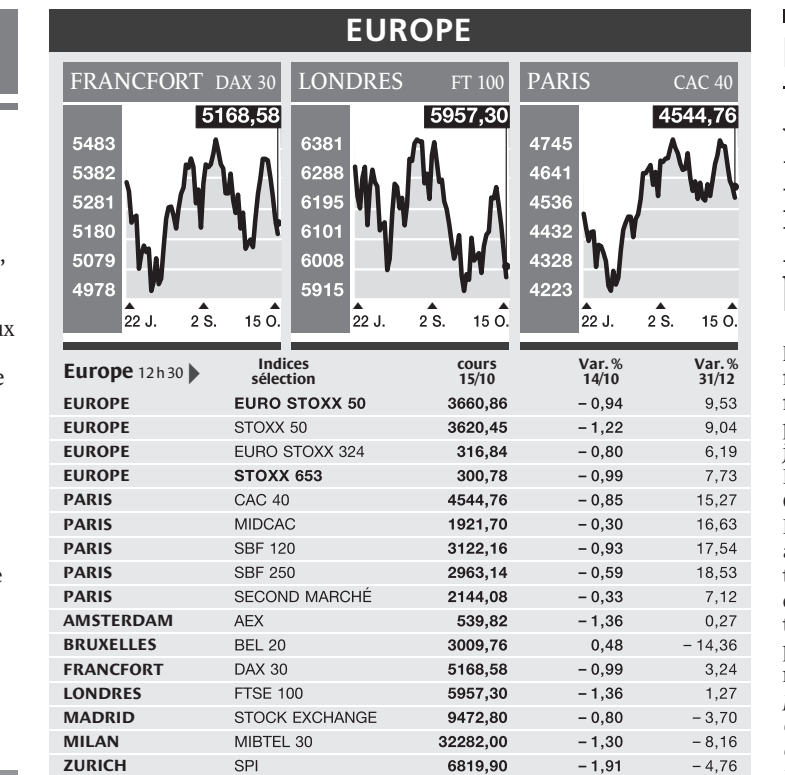 EUROPE
FRANCFORT DAX 30
5168,58
5483
5382
5281
5180
5079
4978
22 J. 2 S. 15 O.
LONDRES FT 100
5957,30
6381
6288
6195
6101
6008
5915
22 J. 2 S. 15 O.
PARIS CAC 40
4544,76
4745
4641
4536
4432
4328
4223
22 J. 2 S. 15 O.
Europe 12 h 30 Indices sélection cours 15/10 Var. % 14/10 Var. % 31/12
EUROPE EURO STOXX 50 3660,86 – 0,94 9,53
EUROPE STOXX 50 3620,45 – 1,22 9,04
EUROPE EURO STOXX 324 316,84 – 0,80 6,19
EUROPE STOXX 653 300,78 – 0,99 7,73
PARIS CAC 40 4544,76 – 0,85 15,27
PARIS MIDCAC 1921,70 – 0,30 16,63
PARIS SBF 120 3122,16 – 0,93 17,54
PARIS SBF 250 2963,14 – 0,59 18,53
PARIS SECOND MARCHÉ 2144,08 – 0,33 7,12
AMSTERDAM AEX 539,82 – 1,36 0,27
BRUXELLES BEL 20 3009,76 0,48 – 14,36
FRANCFORT DAX 30 5168,58 – 0,99 3,24
LONDRES FTSE 100 5957,30 – 1,36 1,27
MADRID STOCK EXCHANGE 9472,80 – 0,80 – 3,70
MILAN MIBTEL 30 32282,00 – 1,30 – 8,16
ZURICH SPI 6819,90 – 1,91 – 4,76